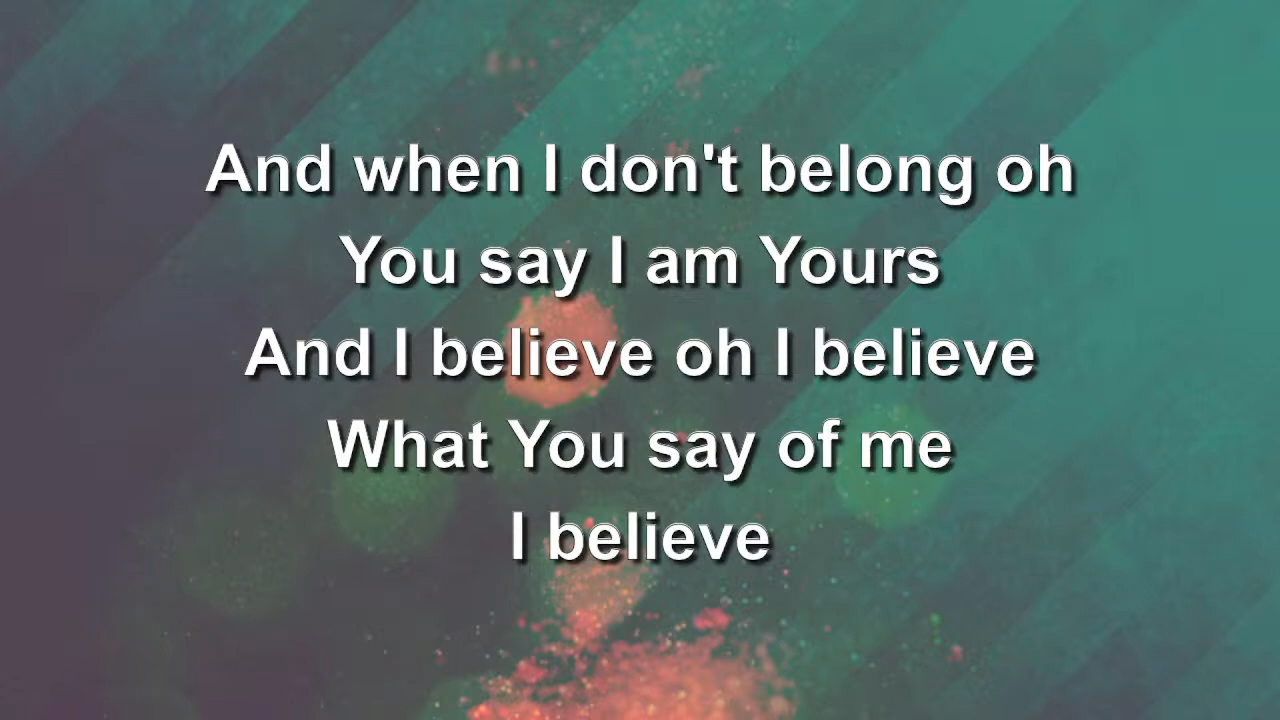 And when I don't belong oh
You say I am Yours
And I believe oh I believe
What You say of me
I believe